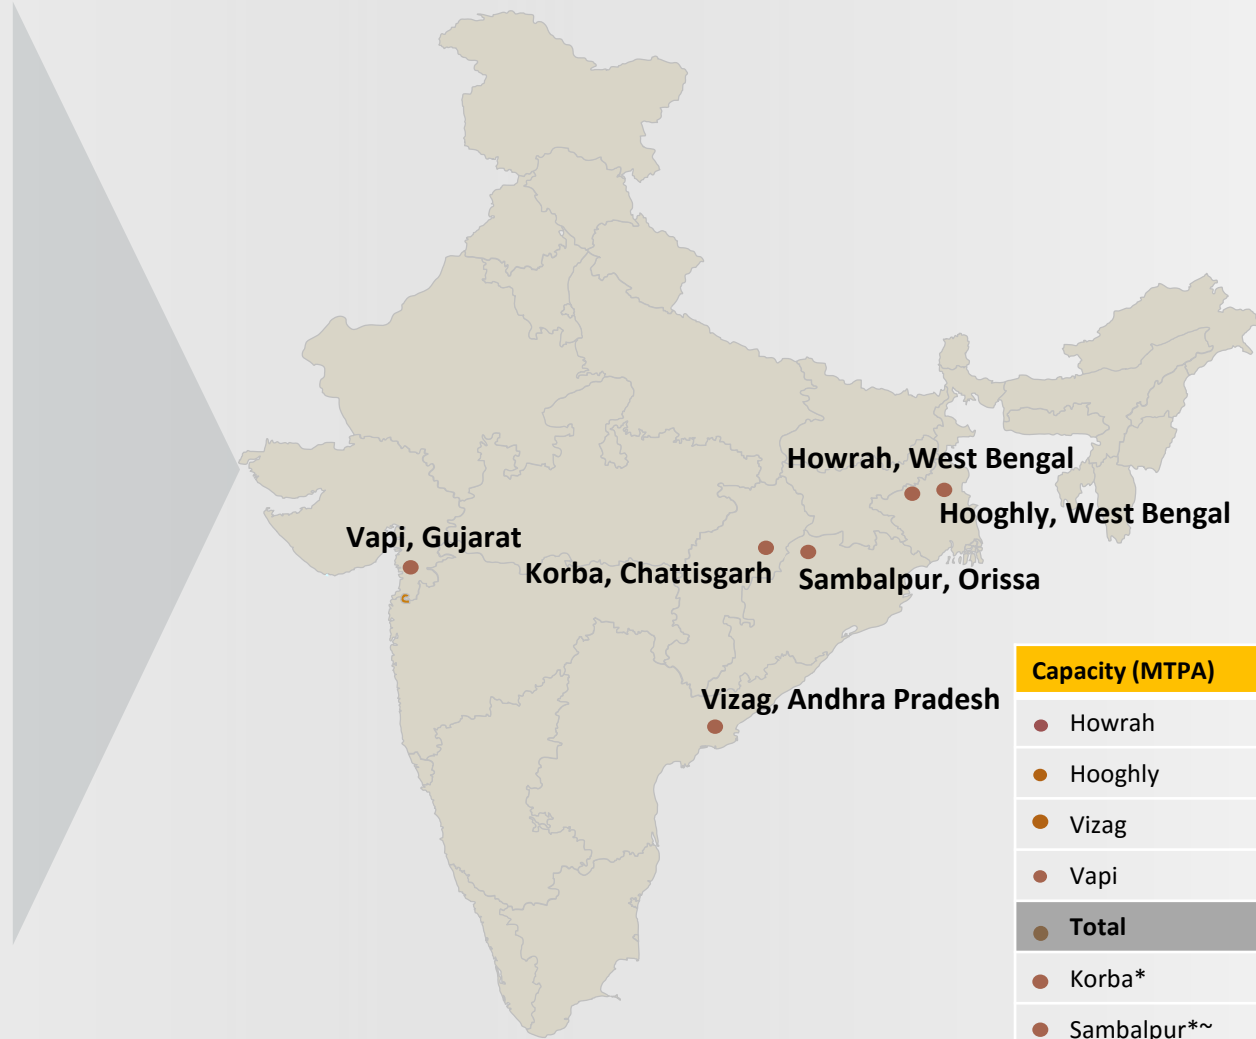 Howrah, West Bengal
Hooghly, West Bengal
Vapi, Gujarat
Korba, Chattisgarh
Sambalpur, Orissa
Vizag, Andhra Pradesh
Capacity (MTPA)
Howrah
Hooghly
Vizag
Vapi
Total
Korba*
Sambalpur*~